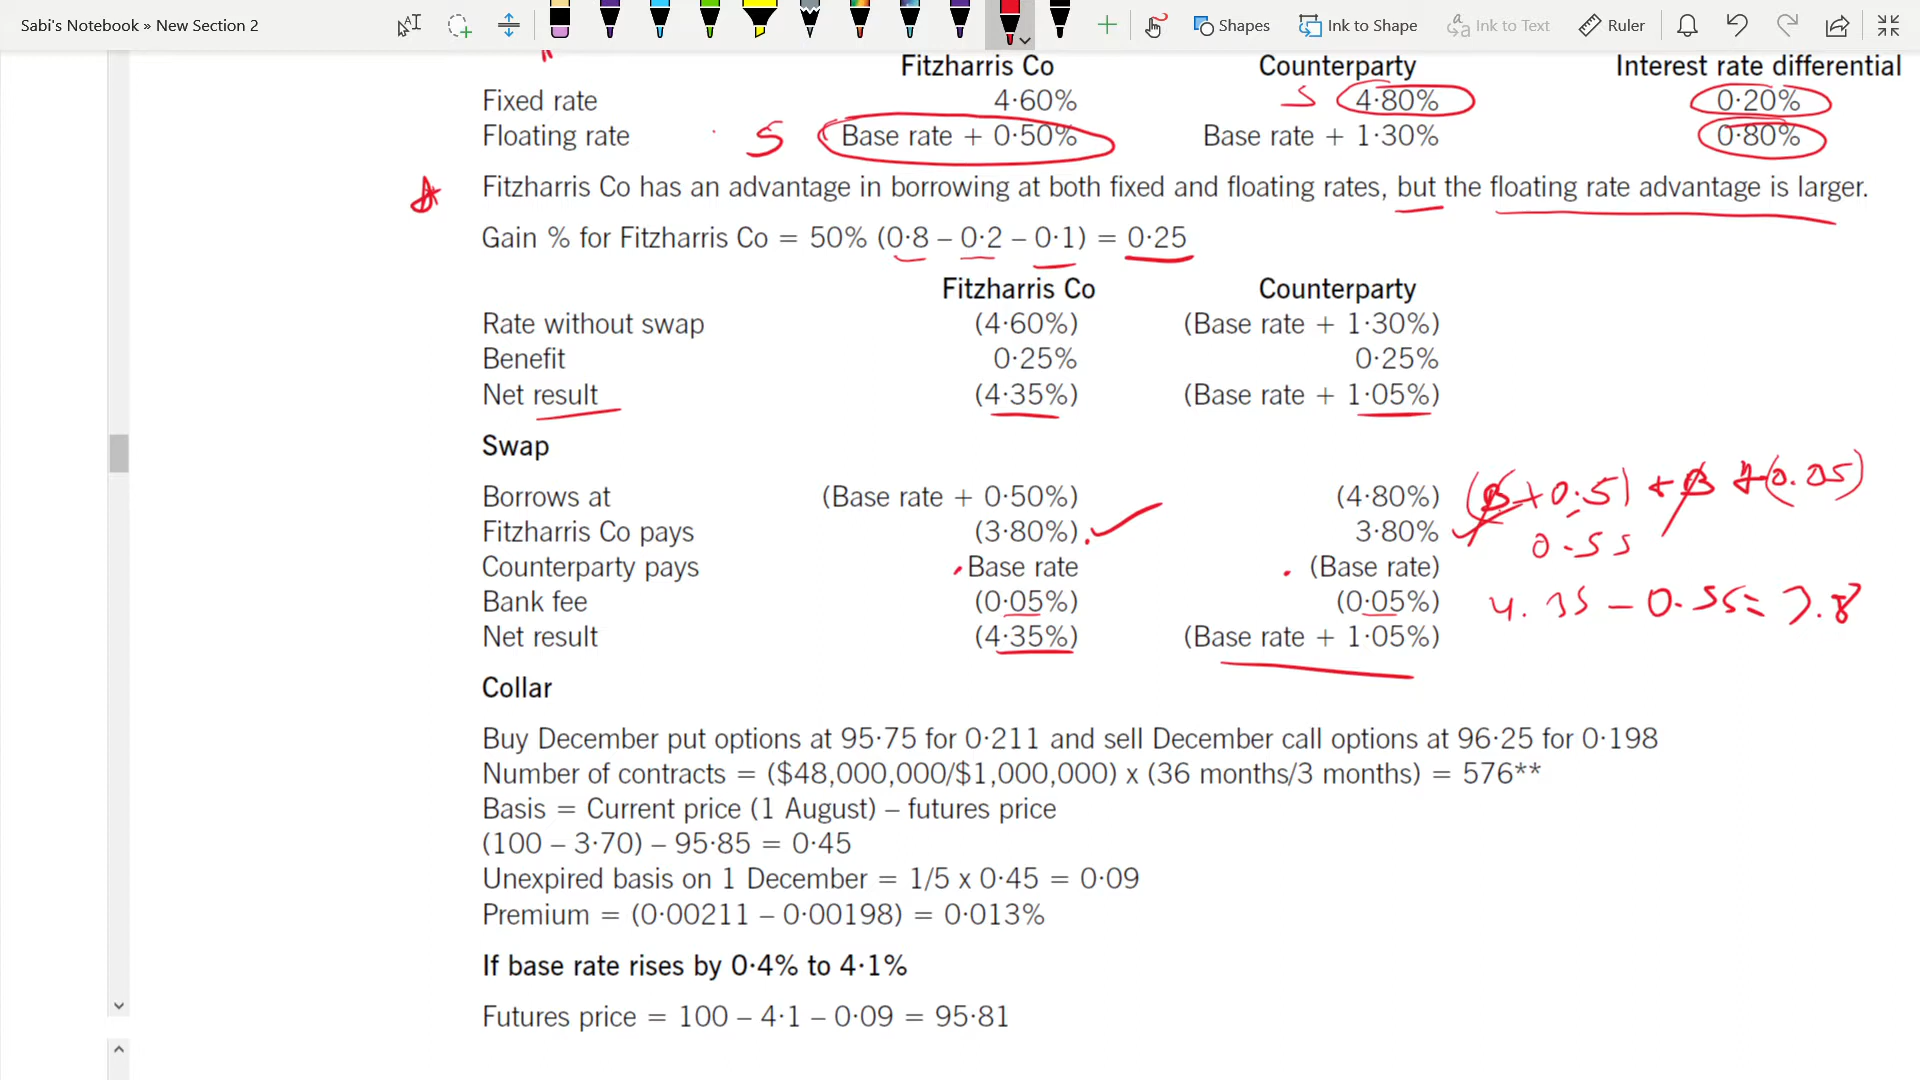 Sabi's Notebook » New Section 2
Shapes Ink to Shape Ink to Text Ruler
Fitzharris Co Counterparty Interest rate differential
Fixed rate 4·60% S 4·80% 0·20%
Floating rate S Base rate + 0·50% Base rate + 1·30% 0·80%
Fitzharris Co has an advantage in borrowing at both fixed and floating rates, but the floating rate advantage is larger.
Gain % for Fitzharris Co = 50% (0·8 – 0·2 – 0·1) = 0·25
Fitzharris Co Counterparty
Rate without swap (4·60%) (Base rate + 1·30%)
Benefit 0·25% 0·25%
Net result (4·35%) (Base rate + 1·05%)
Swap
Borrows at (Base rate + 0·50%) (4·80%) (B+0.5) + B + (0.05)
Fitzharris Co pays (3·80%) 3·80% 0.55
Counterparty pays Base rate (Base rate)
Bank fee (0·05%) (0·05%) 4.35 – 0.55 = 3.8
Net result (4·35%) (Base rate + 1·05%)
Collar
Buy December put options at 95·75 for 0·211 and sell December call options at 96·25 for 0·198
Number of contracts = ($48,000,000/$1,000,000) x (36 months/3 months) = 576**
Basis = Current price (1 August) – futures price
(100 – 3·70) – 95·85 = 0·45
Unexpired basis on 1 December = 1/5 x 0·45 = 0·09
Premium = (0·00211 – 0·00198) = 0·013%
If base rate rises by 0·4% to 4·1%
Futures price = 100 – 4·1 – 0·09 = 95·81